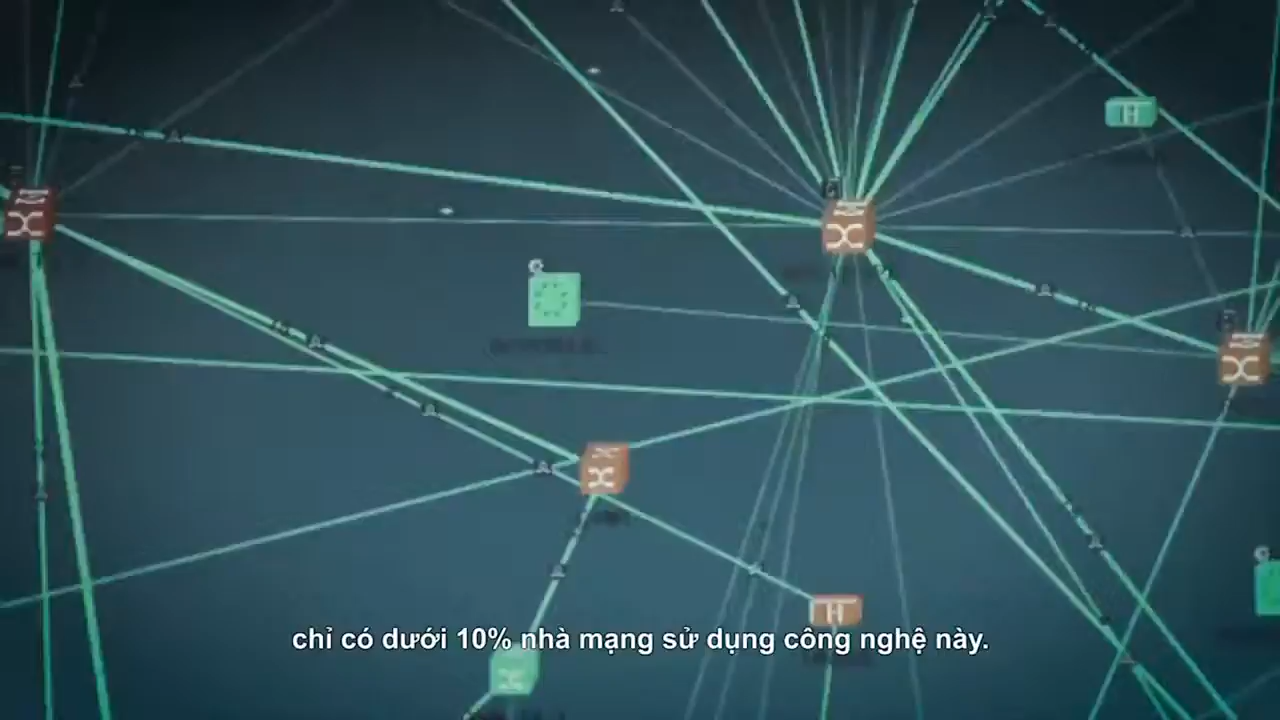 chỉ có dưới 10% nhà mạng sử dụng công nghệ này.